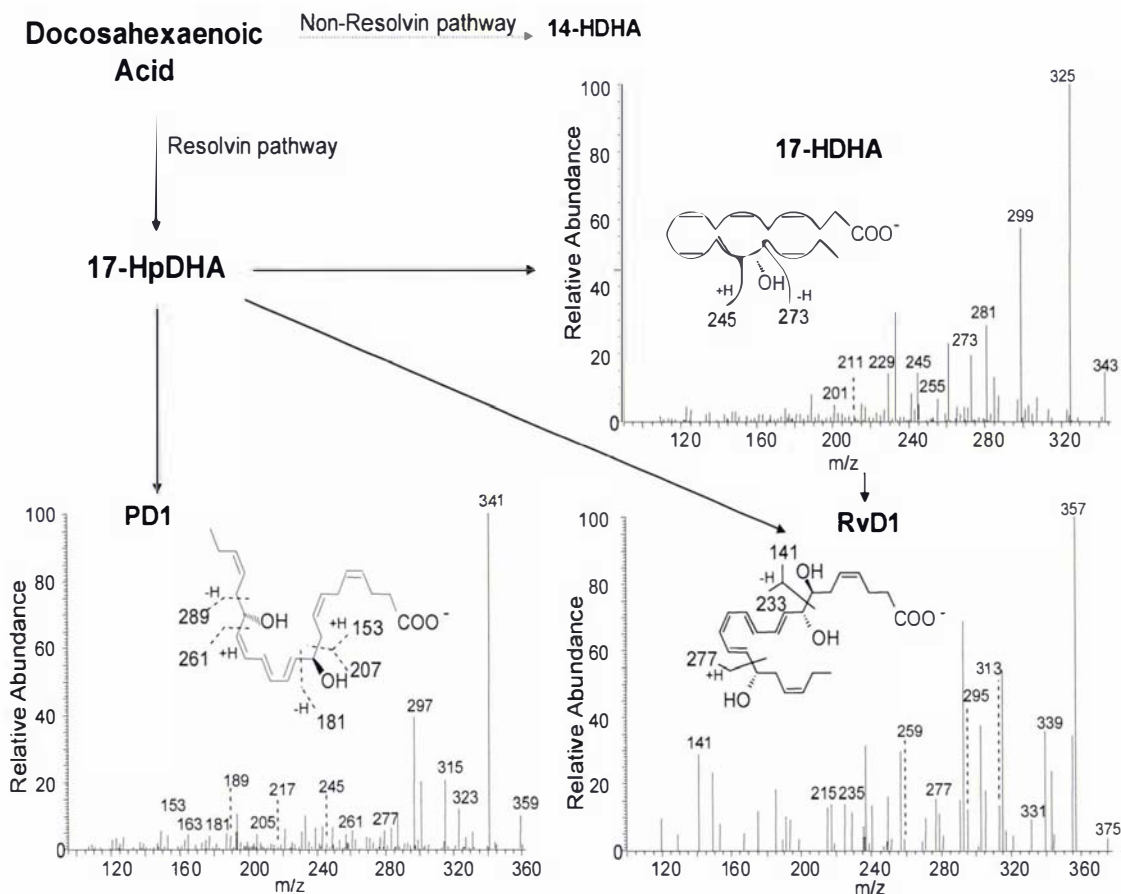 Docosahexaenoic
Acid
Non-Resolvin pathway
14-HDHA
Resolvin pathway
17-HpDHA
17-HDHA
Relative Abundance
100
80
60
40
20
0
325
299
281
273
343
211
229
245
201
255
COO-
OH
+H
-H
245
273
120 160 200 240 280 320
m/z
PD1
Relative Abundance
100
80
60
40
20
0
341
297
315
323
359
189
217
245
153
163
181
205
261
277
-H
289
OH
261
+H
COO-
+H
153
207
OH
-H
181
120 160 200 240 280 320 360
m/z
RvD1
Relative Abundance
100
80
60
40
20
0
357
141
-H
OH
233
COO-
OH
277
+H
HO
313
295
339
259
141
215
235
277
331
375
120 160 200 240 280 320 360
m/z